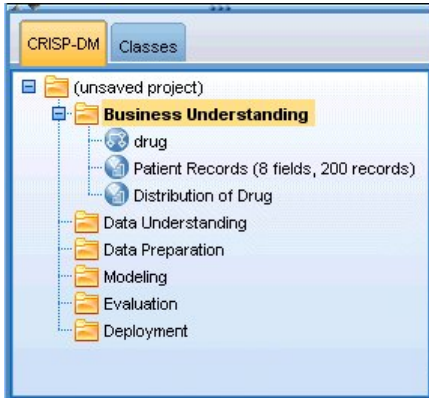 CRISP-DM Classes
(unsaved project)
Business Understanding
drug
Patient Records (8 fields, 200 records)
Distribution of Drug
Data Understanding
Data Preparation
Modeling
Evaluation
Deployment